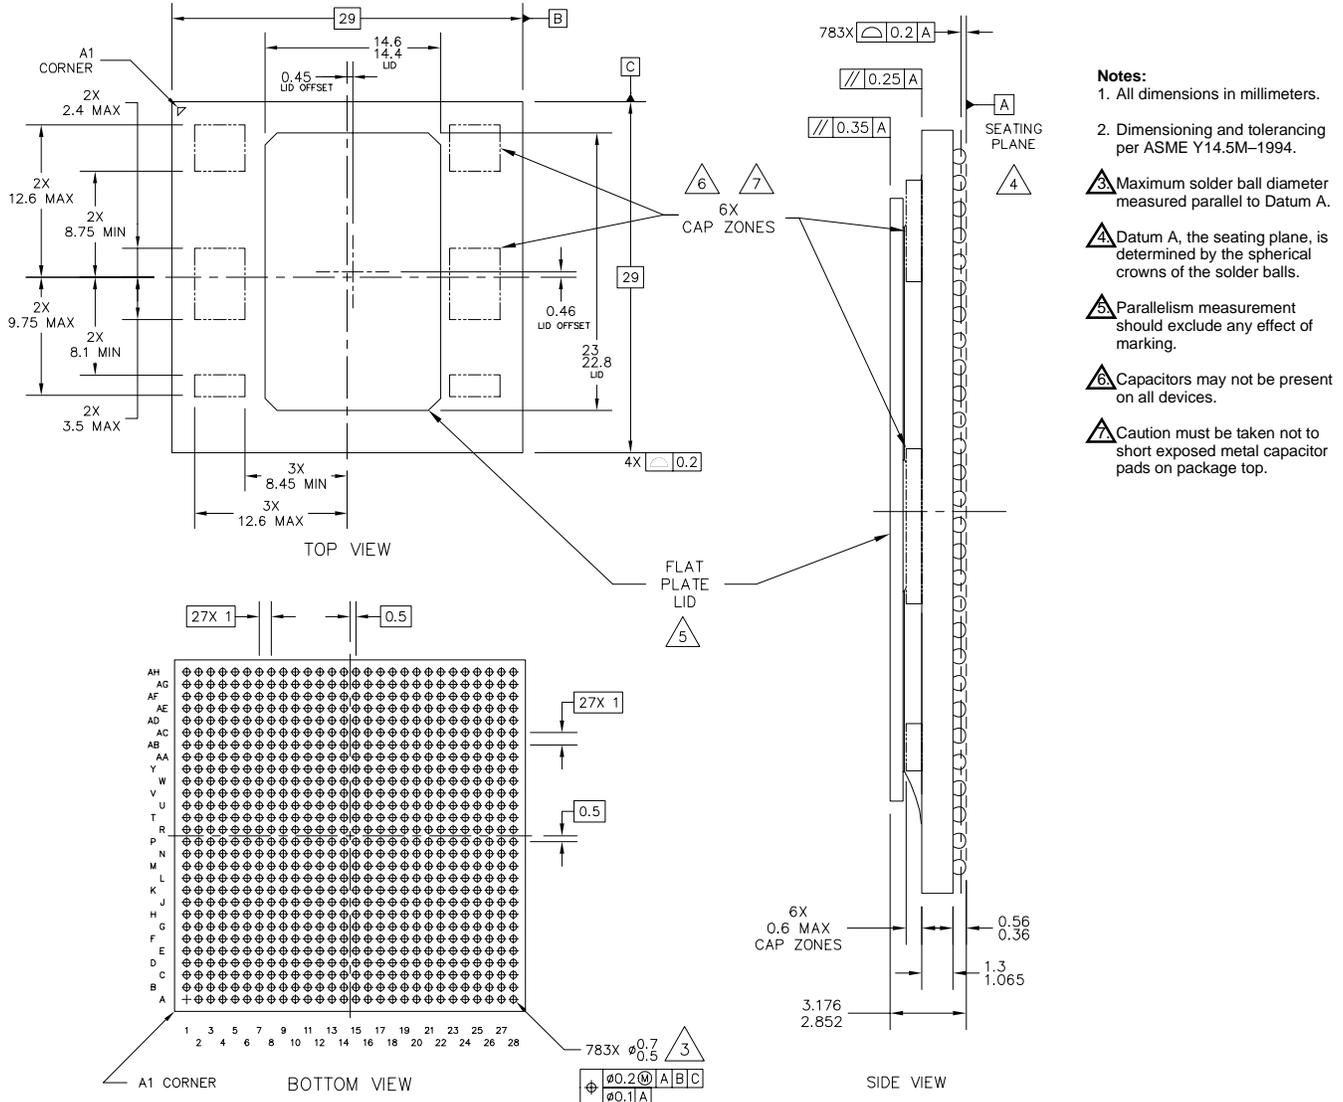 29
B
14.6
14.4
LID
A1
CORNER
0.45
LID OFFSET
C
2X
2.4 MAX
2X
12.6 MAX
2X
8.75 MIN
6
7
6X
CAP ZONES
29
2X
9.75 MAX
2X
8.1 MIN
0.46
LID OFFSET
23
22.8
LID
2X
3.5 MAX
4X 0.2
3X
8.45 MIN
3X
12.6 MAX
TOP VIEW
FLAT
PLATE
LID
5
783X 0.2 A
// 0.25 A
A
// 0.35 A
SEATING
PLANE
4
Notes:
1. All dimensions in millimeters.
2. Dimensioning and tolerancing
per ASME Y14.5M–1994.
3. Maximum solder ball diameter
measured parallel to Datum A.
4. Datum A, the seating plane, is
determined by the spherical
crowns of the solder balls.
5. Parallelism measurement
should exclude any effect of
marking.
6. Capacitors may not be present
on all devices.
7. Caution must be taken not to
short exposed metal capacitor
pads on package top.
27X 1
0.5
AH
AG
AF
AE
AD
AC
AB
AA
Y
W
V
U
T
R
P
N
M
L
K
J
H
G
F
E
D
C
B
A
27X 1
0.5
1 3 5 7 9 11 13 15 17 19 21 23 25 27
2 4 6 8 10 12 14 16 18 20 22 24 26 28
A1 CORNER
BOTTOM VIEW
783X ⌀0.7
0.5
3
⌖ ⌀0.2 Ⓜ A B C
⌀0.1 A
6X
0.6 MAX
CAP ZONES
0.56
0.36
1.3
1.065
3.176
2.852
SIDE VIEW